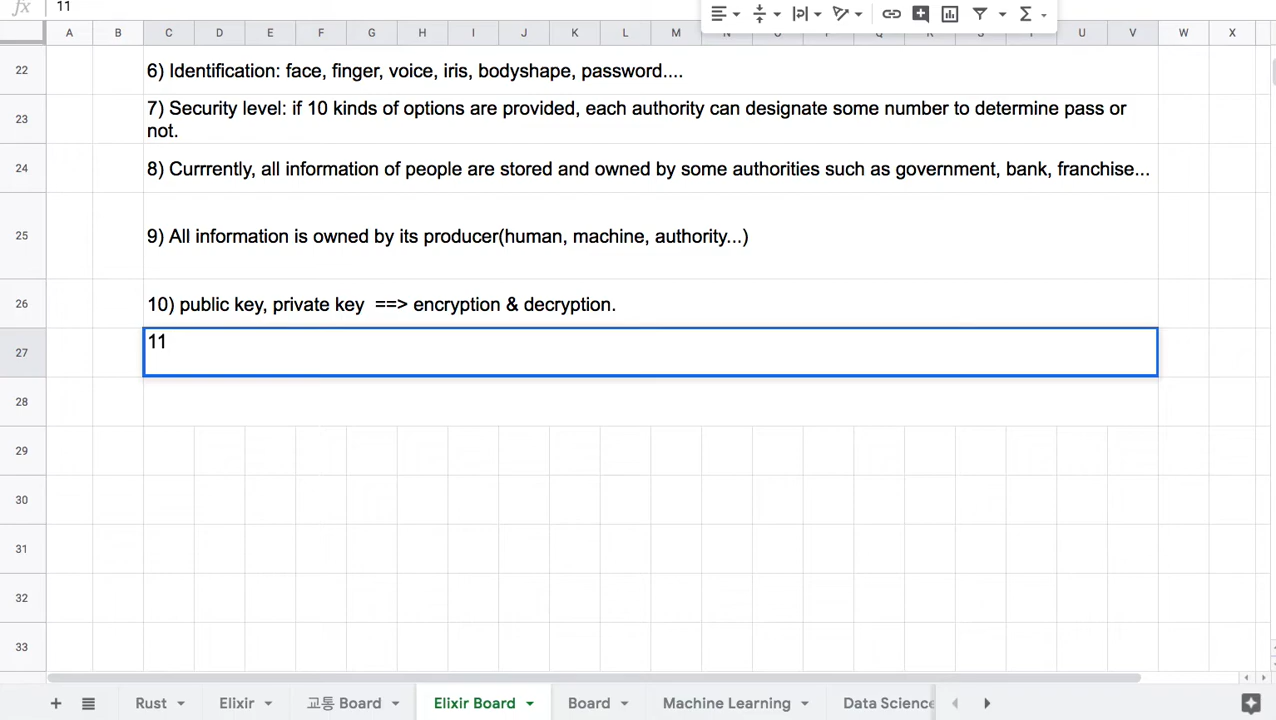 fx 11
A B C D E F G H I J K L M N O P Q R S T U V W X
22 6) Identification: face, finger, voice, iris, bodyshape, password....
23 7) Security level: if 10 kinds of options are provided, each authority can designate some number to determine pass or
not.
24 8) Currrently, all information of people are stored and owned by some authorities such as government, bank, franchise...
25 9) All information is owned by its producer(human, machine, authority...)
26 10) public key, private key ==> encryption & decryption.
27 11
28
29
30
31
32
33
Rust Elixir 교통 Board Elixir Board Board Machine Learning Data Science